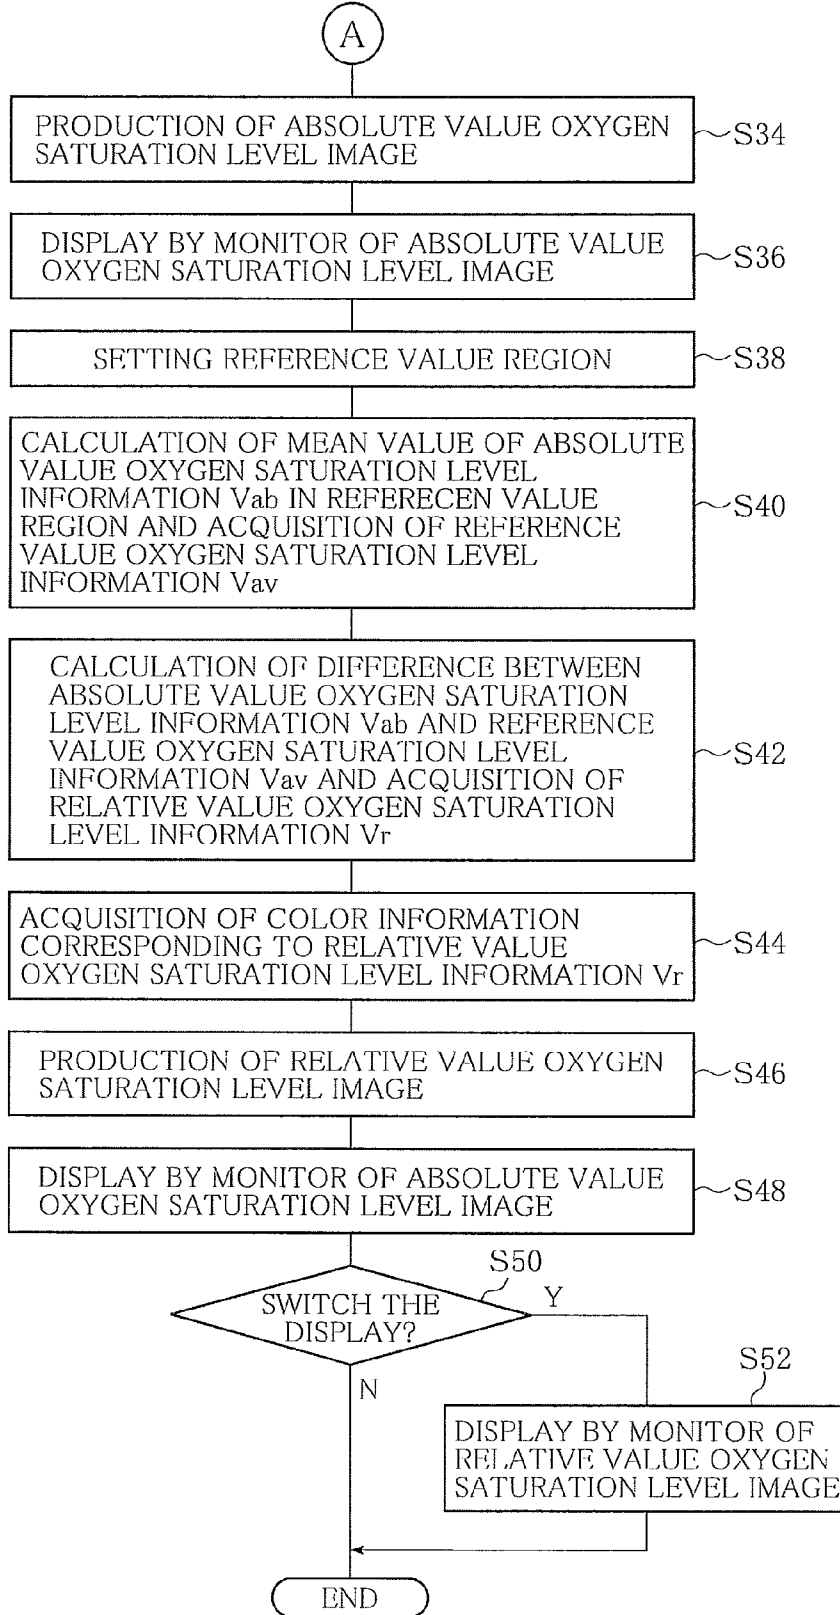 A
PRODUCTION OF ABSOLUTE VALUE OXYGEN
SATURATION LEVEL IMAGE
S34
DISPLAY BY MONITOR OF ABSOLUTE VALUE
OXYGEN SATURATION LEVEL IMAGE
S36
SETTING REFERENCE VALUE REGION
S38
CALCULATION OF MEAN VALUE OF ABSOLUTE
VALUE OXYGEN SATURATION LEVEL
INFORMATION Vab IN REFERECEN VALUE
REGION AND ACQUISITION OF REFERENCE
VALUE OXYGEN SATURATION LEVEL
INFORMATION Vav
S40
CALCULATION OF DIFFERENCE BETWEEN
ABSOLUTE VALUE OXYGEN SATURATION
LEVEL INFORMATION Vab AND REFERENCE
VALUE OXYGEN SATURATION LEVEL
INFORMATION Vav AND ACQUISITION OF
RELATIVE VALUE OXYGEN SATURATION
LEVEL INFORMATION Vr
S42
ACQUISITION OF COLOR INFORMATION
CORRESPONDING TO RELATIVE VALUE
OXYGEN SATURATION LEVEL INFORMATION Vr
S44
PRODUCTION OF RELATIVE VALUE OXYGEN
SATURATION LEVEL IMAGE
S46
DISPLAY BY MONITOR OF ABSOLUTE VALUE
OXYGEN SATURATION LEVEL IMAGE
S48
S50
SWITCH THE
DISPLAY?
Y
N
S52
DISPLAY BY MONITOR OF
RELATIVE VALUE OXYGEN
SATURATION LEVEL IMAGE
END